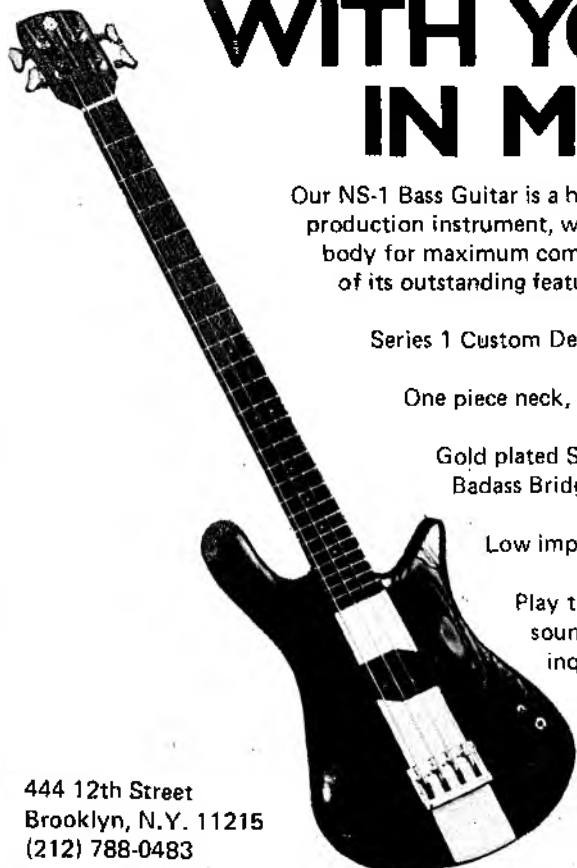 WITH YO
IN M
Our NS-1 Bass Guitar is a h
production instrument, w
body for maximum com
of its outstanding featu
Series 1 Custom De
One piece neck,
Gold plated S
Badass Bridg
Low imp
Play t
soun
inq
444 12th Street
Brooklyn, N.Y. 11215
(212) 788-0483